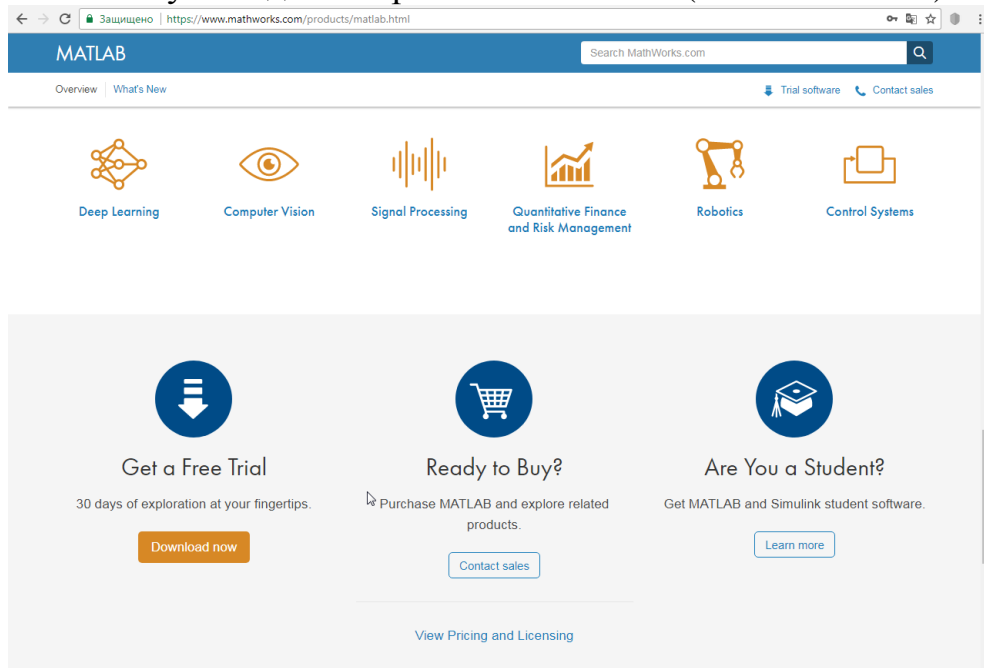 Защищено | https://www.mathworks.com/products/matlab.html
MATLAB
Search MathWorks.com
Overview What's New
Trial software Contact sales
Deep Learning
Computer Vision
Signal Processing
Quantitative Finance
and Risk Management
Robotics
Control Systems
Get a Free Trial
30 days of exploration at your fingertips.
Download now
Ready to Buy?
Purchase MATLAB and explore related
products.
Contact sales
View Pricing and Licensing
Are You a Student?
Get MATLAB and Simulink student software.
Learn more